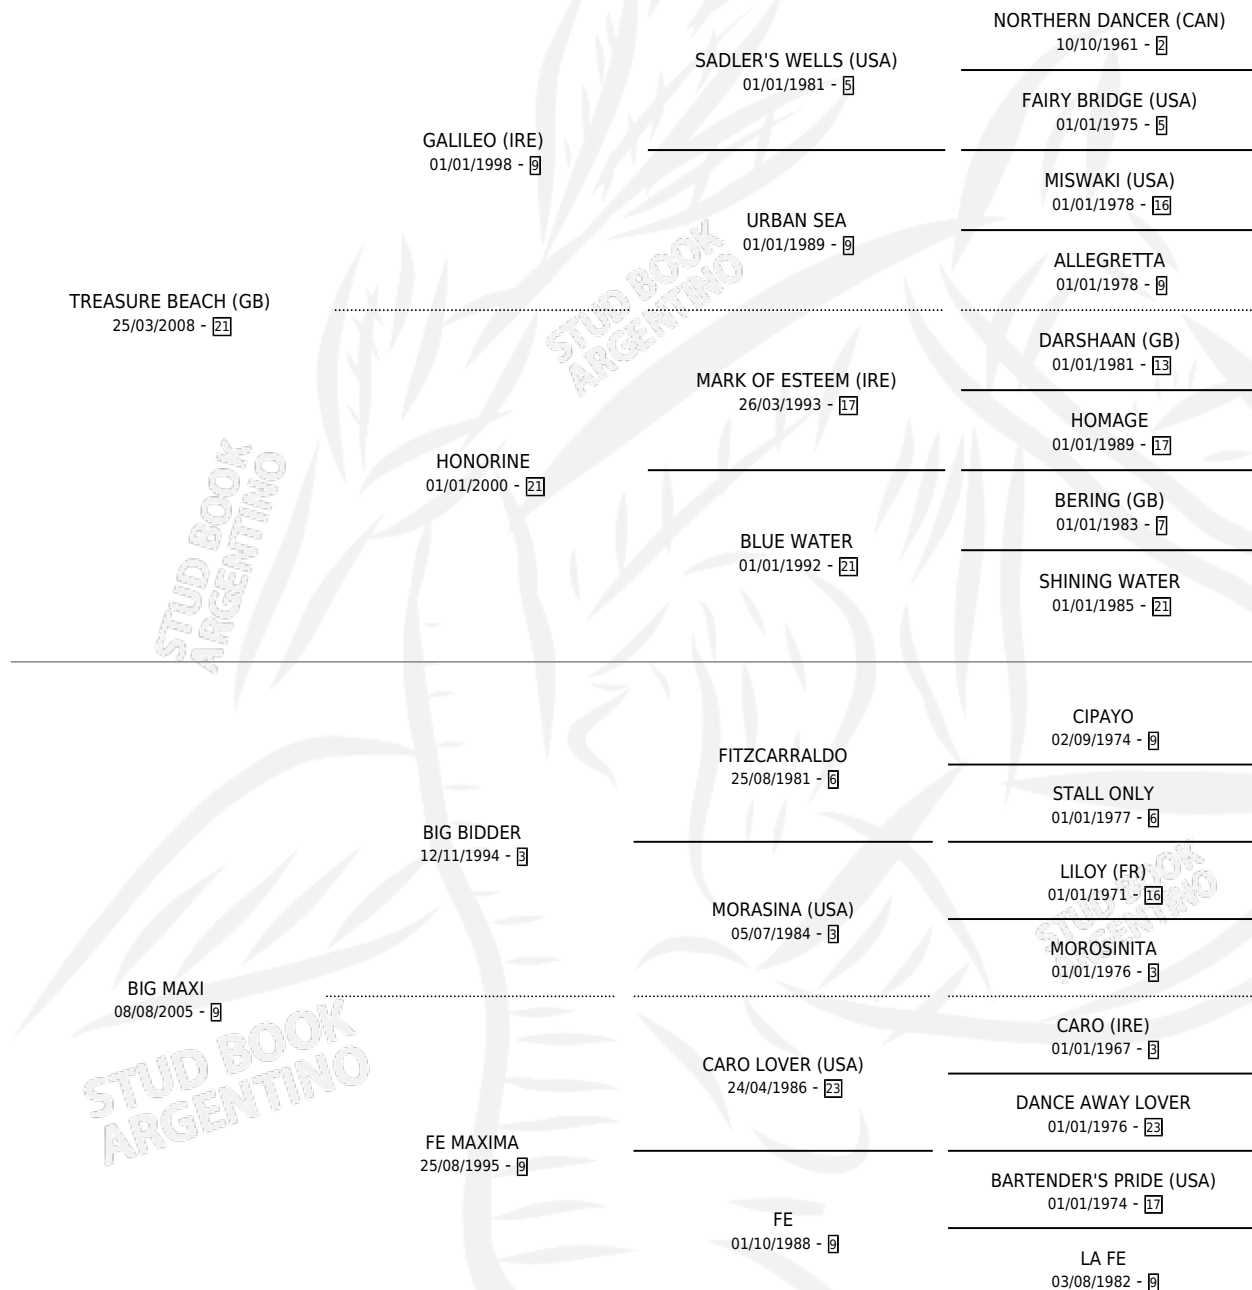 TREASURE BEACH (GB)
25/03/2008 - 21
GALILEO (IRE)
01/01/1998 - 9
HONORINE
01/01/2000 - 21
SADLER'S WELLS (USA)
01/01/1981 - 5
URBAN SEA
01/01/1989 - 9
MARK OF ESTEEM (IRE)
26/03/1993 - 17
BLUE WATER
01/01/1992 - 21
NORTHERN DANCER (CAN)
10/10/1961 - 2
FAIRY BRIDGE (USA)
01/01/1975 - 5
MISWAKI (USA)
01/01/1978 - 16
ALLEGRETTA
01/01/1978 - 9
DARSHAAN (GB)
01/01/1981 - 13
HOMAGE
01/01/1989 - 17
BERING (GB)
01/01/1983 - 7
SHINING WATER
01/01/1985 - 21
STUD BOOK
ARGENTINO
STUD BOOK
ARGENTINO
BIG MAXI
08/08/2005 - 9
BIG BIDDER
12/11/1994 - 3
FE MAXIMA
25/08/1995 - 9
FITZCARRALDO
25/08/1981 - 6
MORASINA (USA)
05/07/1984 - 3
CARO LOVER (USA)
24/04/1986 - 23
FE
01/10/1988 - 9
CIPAYO
02/09/1974 - 9
STALL ONLY
01/01/1977 - 6
LILOY (FR)
01/01/1971 - 16
MOROSINITA
01/01/1976 - 3
CARO (IRE)
01/01/1967 - 3
DANCE AWAY LOVER
01/01/1976 - 23
BARTENDER'S PRIDE (USA)
01/01/1974 - 17
LA FE
03/08/1982 - 9
STUD BOOK
ARGENTINO
STUD BOOK
ARGENTINO